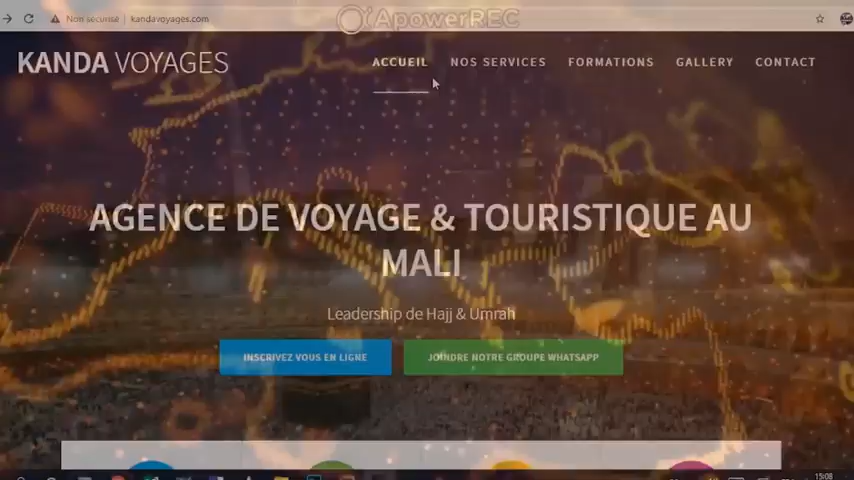 ApowerREC
Non sécurisé
kandavoyages.com
KANDA VOYAGES
ACCUEIL
NOS SERVICES
FORMATIONS
GALLERY
CONTACT
AGENCE DE VOYAGE & TOURISTIQUE AU
MALI
Leadership de Hajj & Umrah
INSCRIVEZ VOUS EN LIGNE
JOINDRE NOTRE GROUPE WHATSAPP
15:08